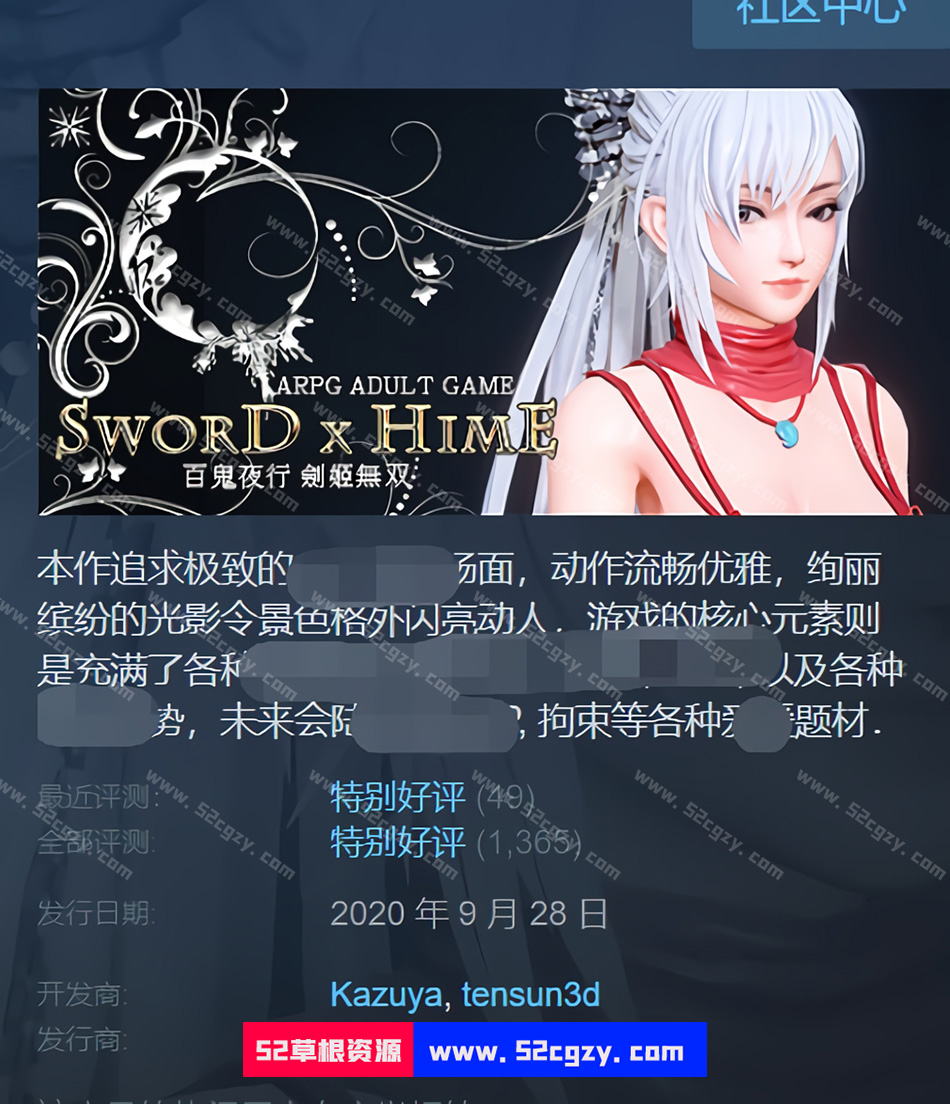 社区中心
ARPG ADULT GAME
SWORD x HIME
百鬼夜行 劍姬無双
本作追求极致的 场面，动作流畅优雅，绚丽
缤纷的光影令景色格外闪亮动人．游戏的核心元素则
是充满了各种 以及各种
势，未来会陆 ，拘束等各种爱 题材．
最近评测: 特别好评 (49)
全部评测: 特别好评 (1,365)
发行日期: 2020 年 9 月 28 日
开发商: Kazuya, tensun3d
发行商:
52草根资源 www.52cgzy.com